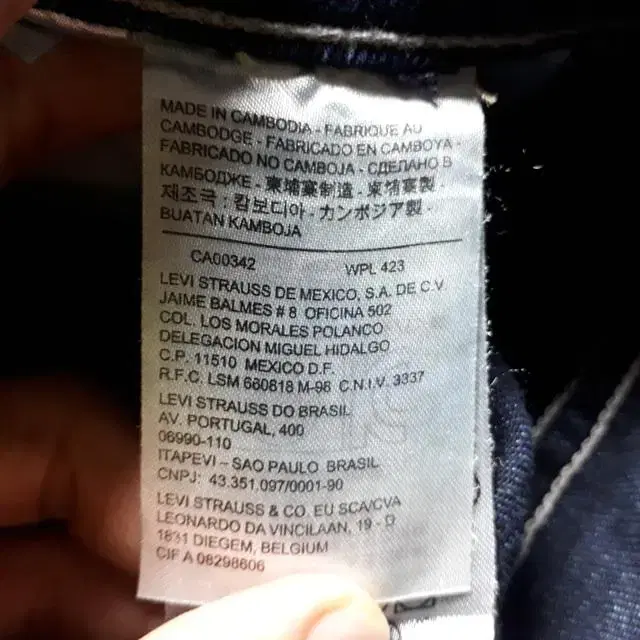 MADE IN CAMBODIA - FABRIQUE AU
CAMBODGE - FABRICADO EN CAMBOYA -
FABRICADO NO CAMBOJA - СДЕЛАНО В
КАМБОДЖЕ - 柬埔寨制造 - 柬埔寨製 -
제조국 : 캄보디아 - カンボジア製 -
BUATAN KAMBOJA
CA00342 WPL 423
LEVI STRAUSS DE MEXICO, S.A. DE C.V.
JAIME BALMES # 8 OFICINA 502
COL. LOS MORALES POLANCO
DELEGACION MIGUEL HIDALGO
C.P. 11510 MEXICO D.F.
R.F.C. LSM 660818 M-98 C.N.I.V. 3337
LEVI STRAUSS DO BRASIL
AV. PORTUGAL, 400
06990-110
ITAPEVI – SAO PAULO BRASIL
CNPJ: 43.351.097/0001-90
LEVI STRAUSS & CO. EU SCA/CVA
LEONARDO DA VINCILAAN, 19 - D
1831 DIEGEM, BELGIUM
CIF A 08298606